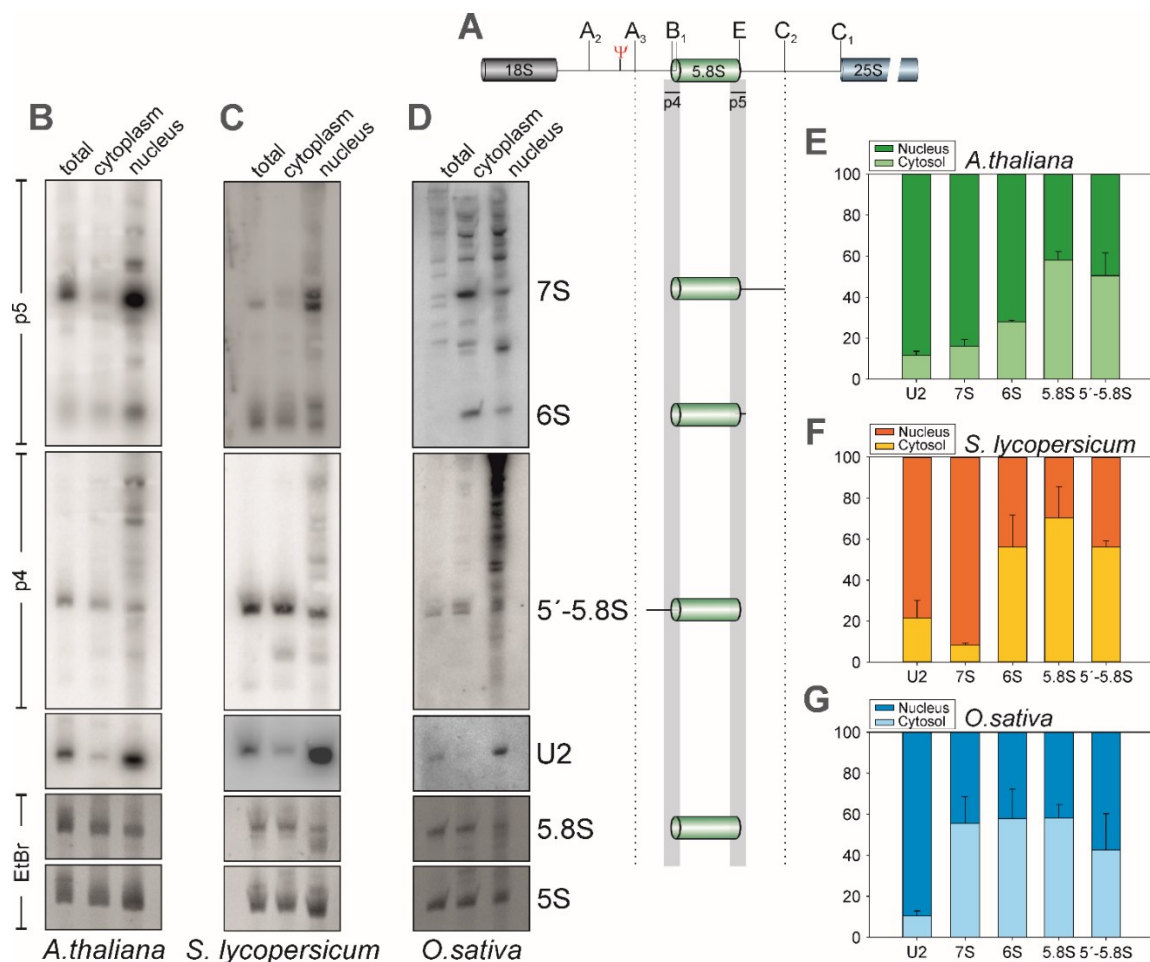 A
A2
Ψ
A3
B1
E
C2
C1
18S
5.8S
25S
p4
p5
B
C
D
total
cytoplasm
nucleus
total
cytoplasm
nucleus
total
cytoplasm
nucleus
p5
7S
6S
p4
5´-5.8S
U2
EtBr
5.8S
5S
A.thaliana
S. lycopersicum
O.sativa
E
Nucleus
Cytosol
A.thaliana
100
80
60
40
20
0
U2 7S 6S 5.8S 5´-5.8S
F
Nucleus
Cytosol
S. lycopersicum
100
80
60
40
20
0
U2 7S 6S 5.8S 5´-5.8S
G
Nucleus
Cytosol
O.sativa
100
80
60
40
20
0
U2 7S 6S 5.8S 5´-5.8S